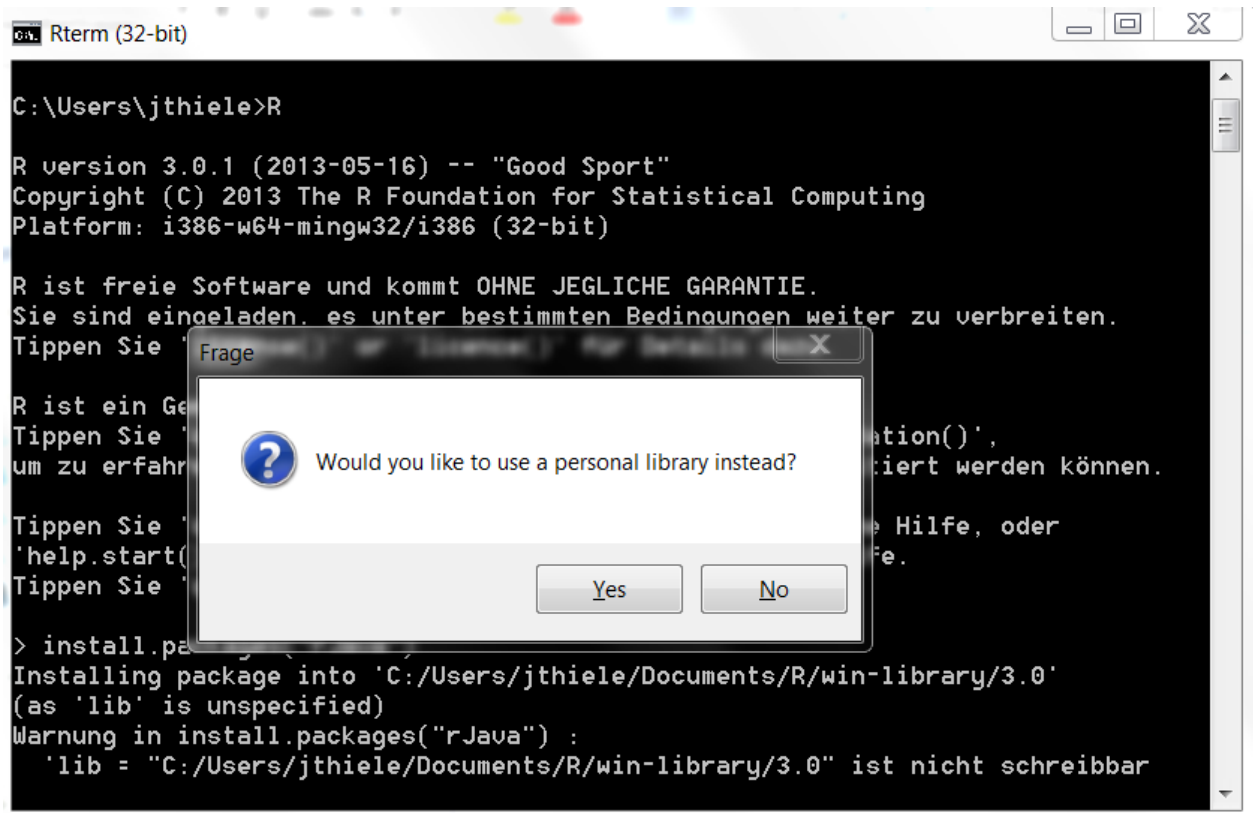 Rterm (32-bit)
C:\Users\jthiele>R
R version 3.0.1 (2013-05-16) -- "Good Sport"
Copyright (C) 2013 The R Foundation for Statistical Computing
Platform: i386-w64-mingw32/i386 (32-bit)
R ist freie Software und kommt OHNE JEGLICHE GARANTIE.
Sie sind eingeladen, es unter bestimmten Bedingungen weiter zu verbreiten.
Tippen Sie '
Frage
R ist ein Ge
Tippen Sie ' ation()',
Would you like to use a personal library instead?
um zu erfahr tiert werden können.
Tippen Sie ' Hilfe, oder
'help.start( fe.
Tippen Sie '
Yes No
> install.pa
Installing package into 'C:/Users/jthiele/Documents/R/win-library/3.0'
(as 'lib' is unspecified)
Warnung in install.packages("rJava") :
'lib = "C:/Users/jthiele/Documents/R/win-library/3.0" ist nicht schreibbar